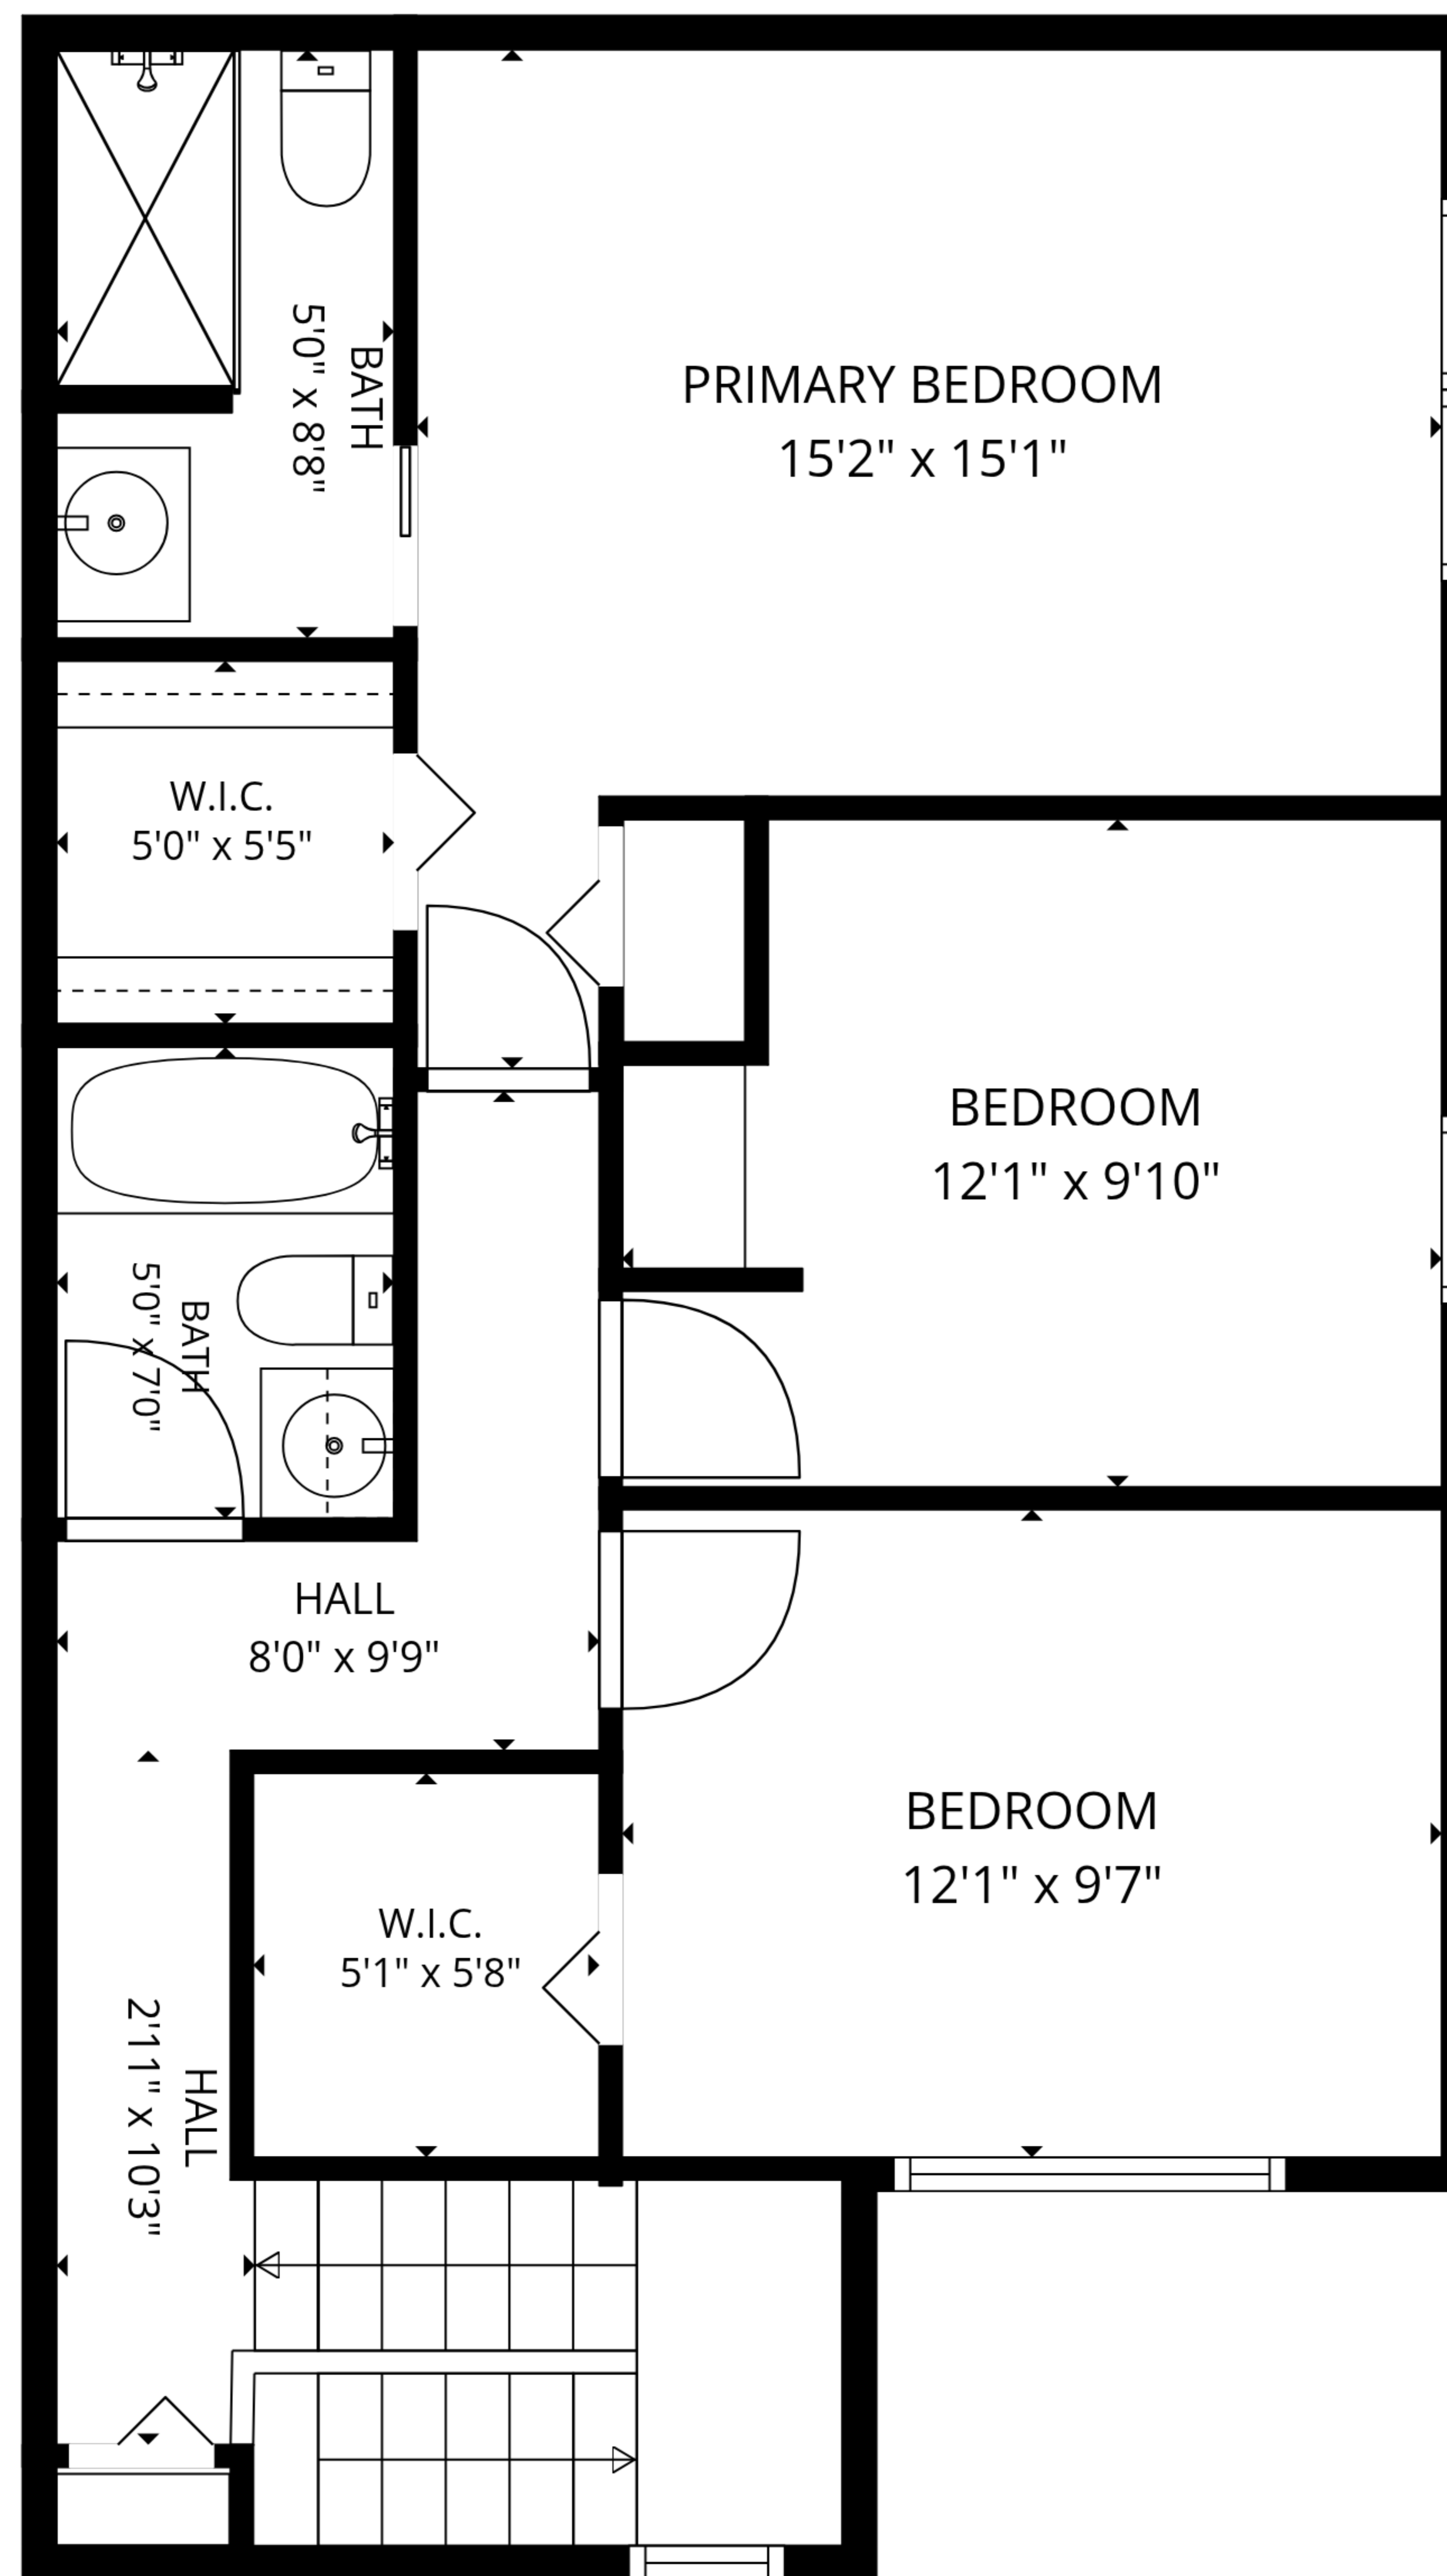 BATH
5'0" x 8'8"
PRIMARY BEDROOM
15'2" x 15'1"
W.I.C.
5'0" x 5'5"
BEDROOM
12'1" x 9'10"
BATH
5'0" x 7'0"
HALL
8'0" x 9'9"
BEDROOM
12'1" x 9'7"
W.I.C.
5'1" x 5'8"
HALL
2'11" x 10'3"